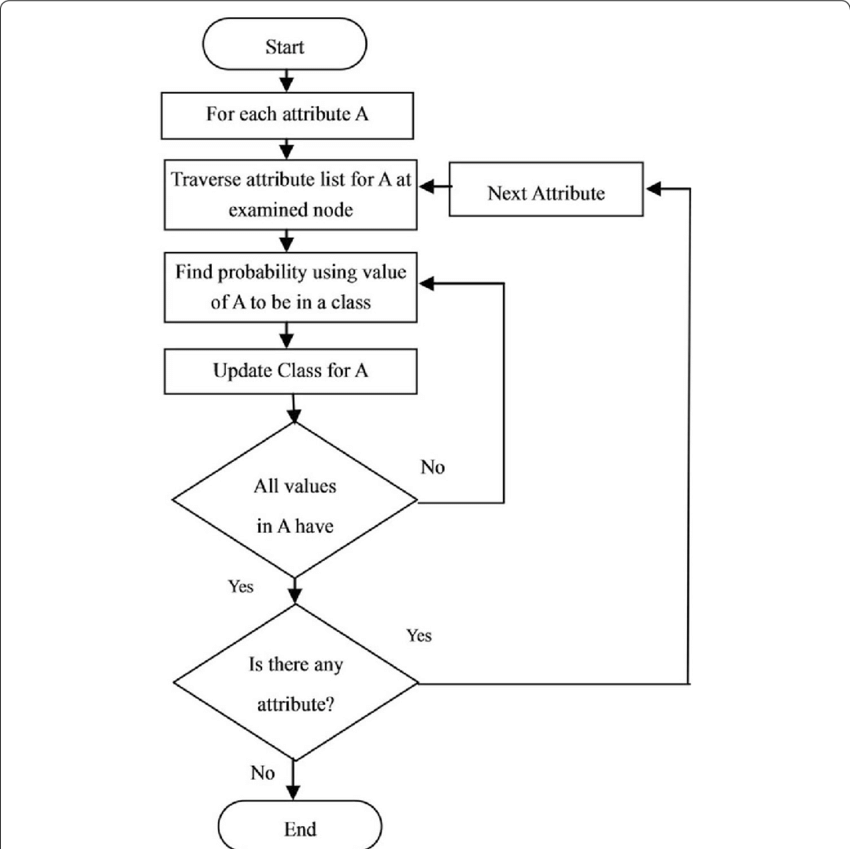 Start
For each attribute A
Traverse attribute list for A at
examined node
Next Attribute
Find probability using value
of A to be in a class
Update Class for A
No
All values
in A have
Yes
Yes
Is there any
attribute?
No
End